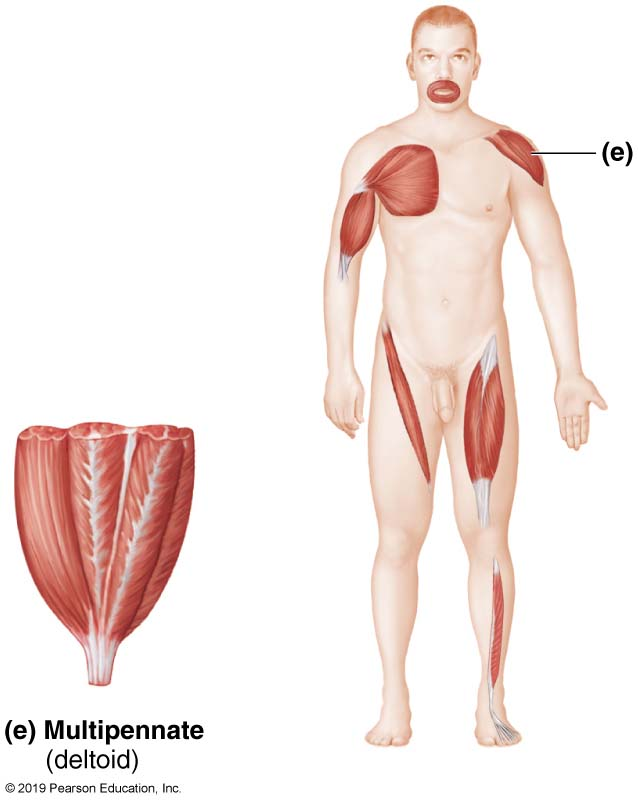 (e)
(e) Multipennate
(deltoid)
© 2019 Pearson Education, Inc.